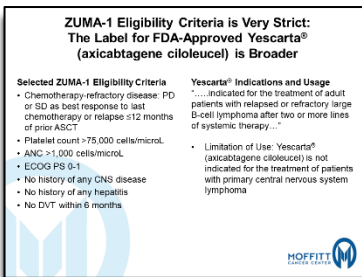 ZUMA-1 Eligibility Criteria is Very Strict:
The Label for FDA-Approved Yescarta®
(axicabtagene ciloleucel) is Broader
Selected ZUMA-1 Eligibility Criteria
• Chemotherapy-refractory disease: PD
or SD as best response to last
chemotherapy or relapse ≤12 months
of prior ASCT
• Platelet count >75,000 cells/microL
• ANC >1,000 cells/microL
• ECOG PS 0-1
• No history of any CNS disease
• No history of any hepatitis
• No DVT within 6 months
Yescarta® Indications and Usage
“…..indicated for the treatment of adult
patients with relapsed or refractory large
B-cell lymphoma after two or more lines
of systemic therapy…”
• Limitation of Use: Yescarta®
(axicabtagene ciloleucel) is not
indicated for the treatment of patients
with primary central nervous system
lymphoma
MOFFITT
CANCER CENTER